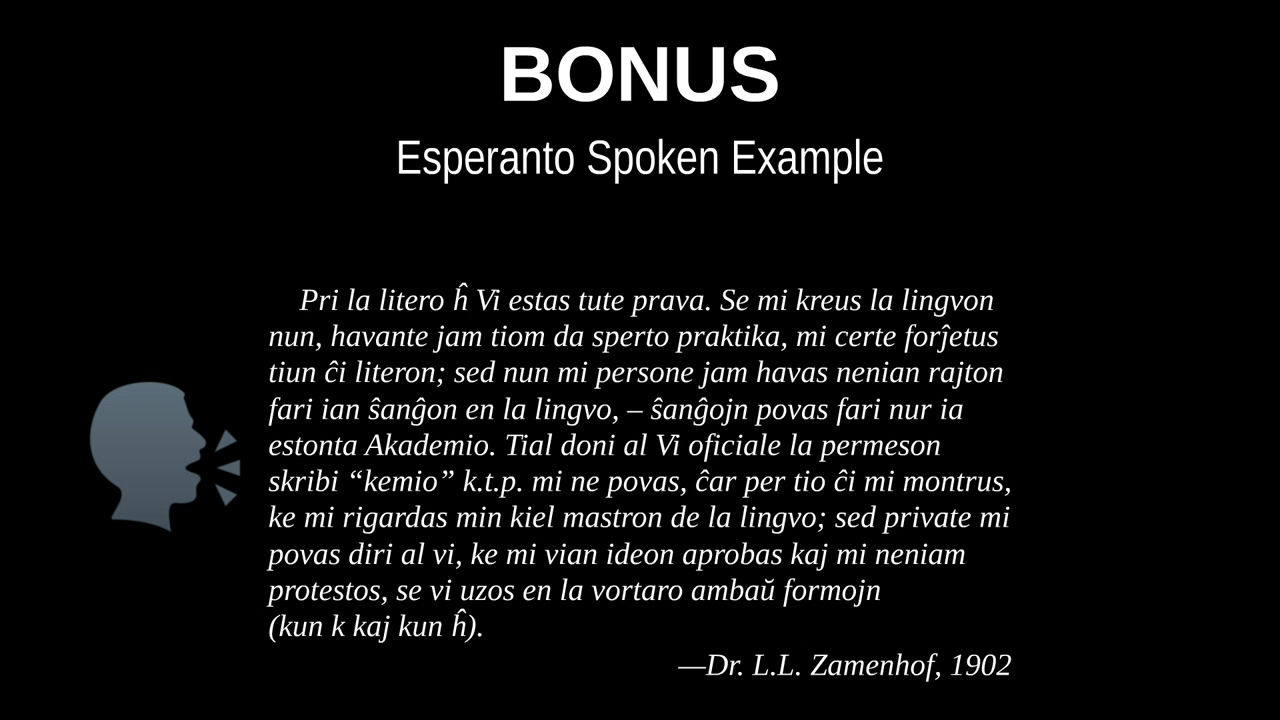 BONUS
Esperanto Spoken Example
Pri la litero ĥ Vi estas tute prava. Se mi kreus la lingvon
nun, havante jam tiom da sperto praktika, mi certe forĵetus
tiun ĉi literon; sed nun mi persone jam havas nenian rajton
fari ian ŝanĝon en la lingvo, – ŝanĝojn povas fari nur ia
estonta Akademio. Tial doni al Vi oficiale la permeson
skribi “kemio” k.t.p. mi ne povas, ĉar per tio ĉi mi montrus,
ke mi rigardas min kiel mastron de la lingvo; sed private mi
povas diri al vi, ke mi vian ideon aprobas kaj mi neniam
protestos, se vi uzos en la vortaro ambaŭ formojn
(kun k kaj kun ĥ).
—Dr. L.L. Zamenhof, 1902